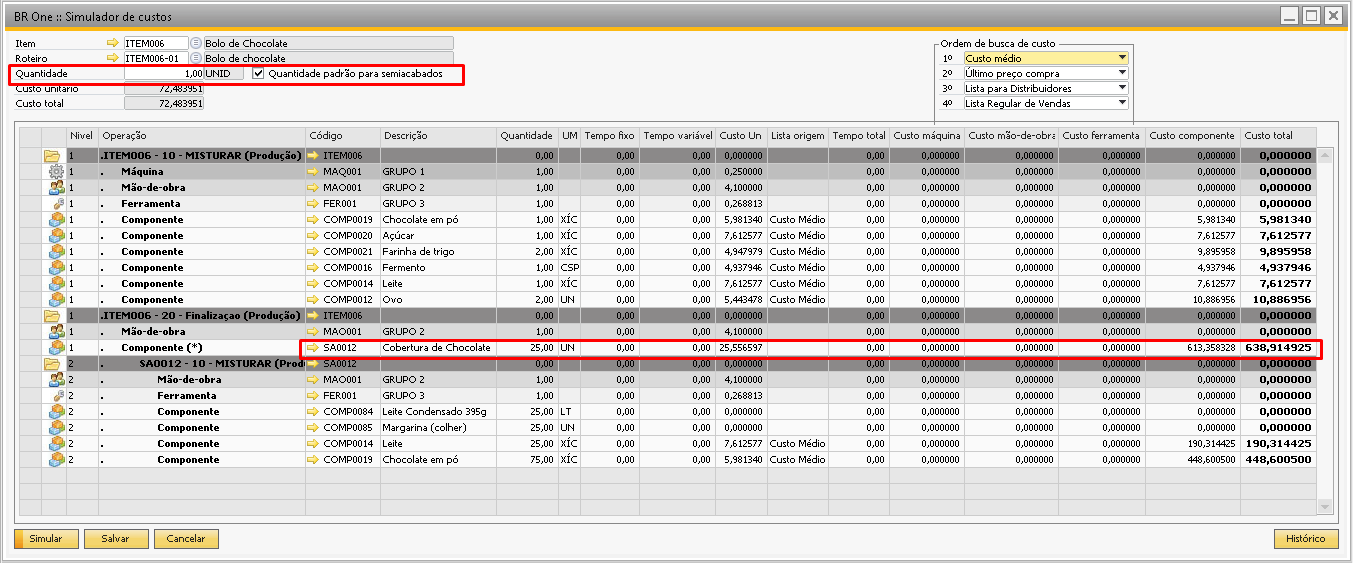 BR One :: Simulador de custos
Item ITEM006 Bolo de Chocolate
Roteiro ITEM006-01 Bolo de chocolate
Quantidade 1,00 UNID Quantidade padrão para semiacabados
Custo unitário 72,483951
Custo total 72,483951
Ordem de busca de custo
1º Custo médio
2º Último preço compra
3º Lista para Distribuidores
4º Lista Regular de Vendas
Nivel Operação Código Descrição Quantidade UM Tempo fixo Tempo variável Custo Un Lista origem Tempo total Custo máquina Custo mão-de-obra Custo ferramenta Custo componente Custo total
1 .ITEM006 - 10 - MISTURAR (Produção) ITEM006 0,00 0,00 0,00 0,000000 0,00 0,000000 0,000000 0,000000 0,000000 0,000000
1 . Máquina MAQ001 GRUPO 1 1,00 0,00 0,00 0,250000 0,00 0,000000 0,000000 0,000000 0,000000 0,000000
1 . Mão-de-obra MAO001 GRUPO 2 1,00 0,00 0,00 4,100000 0,00 0,000000 0,000000 0,000000 0,000000 0,000000
1 . Ferramenta FER001 GRUPO 3 1,00 0,00 0,00 0,268813 0,00 0,000000 0,000000 0,000000 0,000000 0,000000
1 . Componente COMP0019 Chocolate em pó 1,00 XÍC 0,00 0,00 5,981340 Custo Médio 0,00 0,000000 0,000000 0,000000 5,981340 5,981340
1 . Componente COMP0020 Açúcar 1,00 XÍC 0,00 0,00 7,612577 Custo Médio 0,00 0,000000 0,000000 0,000000 7,612577 7,612577
1 . Componente COMP0021 Farinha de trigo 2,00 XÍC 0,00 0,00 4,947979 Custo Médio 0,00 0,000000 0,000000 0,000000 9,895958 9,895958
1 . Componente COMP0016 Fermento 1,00 CSP 0,00 0,00 4,937946 Custo Médio 0,00 0,000000 0,000000 0,000000 4,937946 4,937946
1 . Componente COMP0014 Leite 1,00 XÍC 0,00 0,00 7,612577 Custo Médio 0,00 0,000000 0,000000 0,000000 7,612577 7,612577
1 . Componente COMP0012 Ovo 2,00 UN 0,00 0,00 5,443478 Custo Médio 0,00 0,000000 0,000000 0,000000 10,886956 10,886956
1 .ITEM006 - 20 - Finalizaçao (Produção) ITEM006 0,00 0,00 0,00 0,000000 0,00 0,000000 0,000000 0,000000 0,000000 0,000000
1 . Mão-de-obra MAO001 GRUPO 2 1,00 0,00 0,00 4,100000 0,00 0,000000 0,000000 0,000000 0,000000 0,000000
1 . Componente (*) SA0012 Cobertura de Chocolate 25,00 UN 0,00 0,00 25,556597 0,00 0,000000 0,000000 0,000000 613,358328 638,914925
2 . SA0012 - 10 - MISTURAR (Prod SA0012 0,00 0,00 0,00 0,000000 0,00 0,000000 0,000000 0,000000 0,000000 0,000000
2 . Mão-de-obra MAO001 GRUPO 2 1,00 0,00 0,00 4,100000 0,00 0,000000 0,000000 0,000000 0,000000 0,000000
2 . Ferramenta FER001 GRUPO 3 1,00 0,00 0,00 0,268813 0,00 0,000000 0,000000 0,000000 0,000000 0,000000
2 . Componente COMP0084 Leite Condensado 395g 25,00 LT 0,00 0,00 0,000000 0,00 0,000000 0,000000 0,000000 0,000000 0,000000
2 . Componente COMP0085 Margarina (colher) 25,00 UN 0,00 0,00 0,000000 0,00 0,000000 0,000000 0,000000 0,000000 0,000000
2 . Componente COMP0014 Leite 25,00 XÍC 0,00 0,00 7,612577 Custo Médio 0,00 0,000000 0,000000 0,000000 190,314425 190,314425
2 . Componente COMP0019 Chocolate em pó 75,00 XÍC 0,00 0,00 5,981340 Custo Médio 0,00 0,000000 0,000000 0,000000 448,600500 448,600500
Simular Salvar Cancelar Histórico